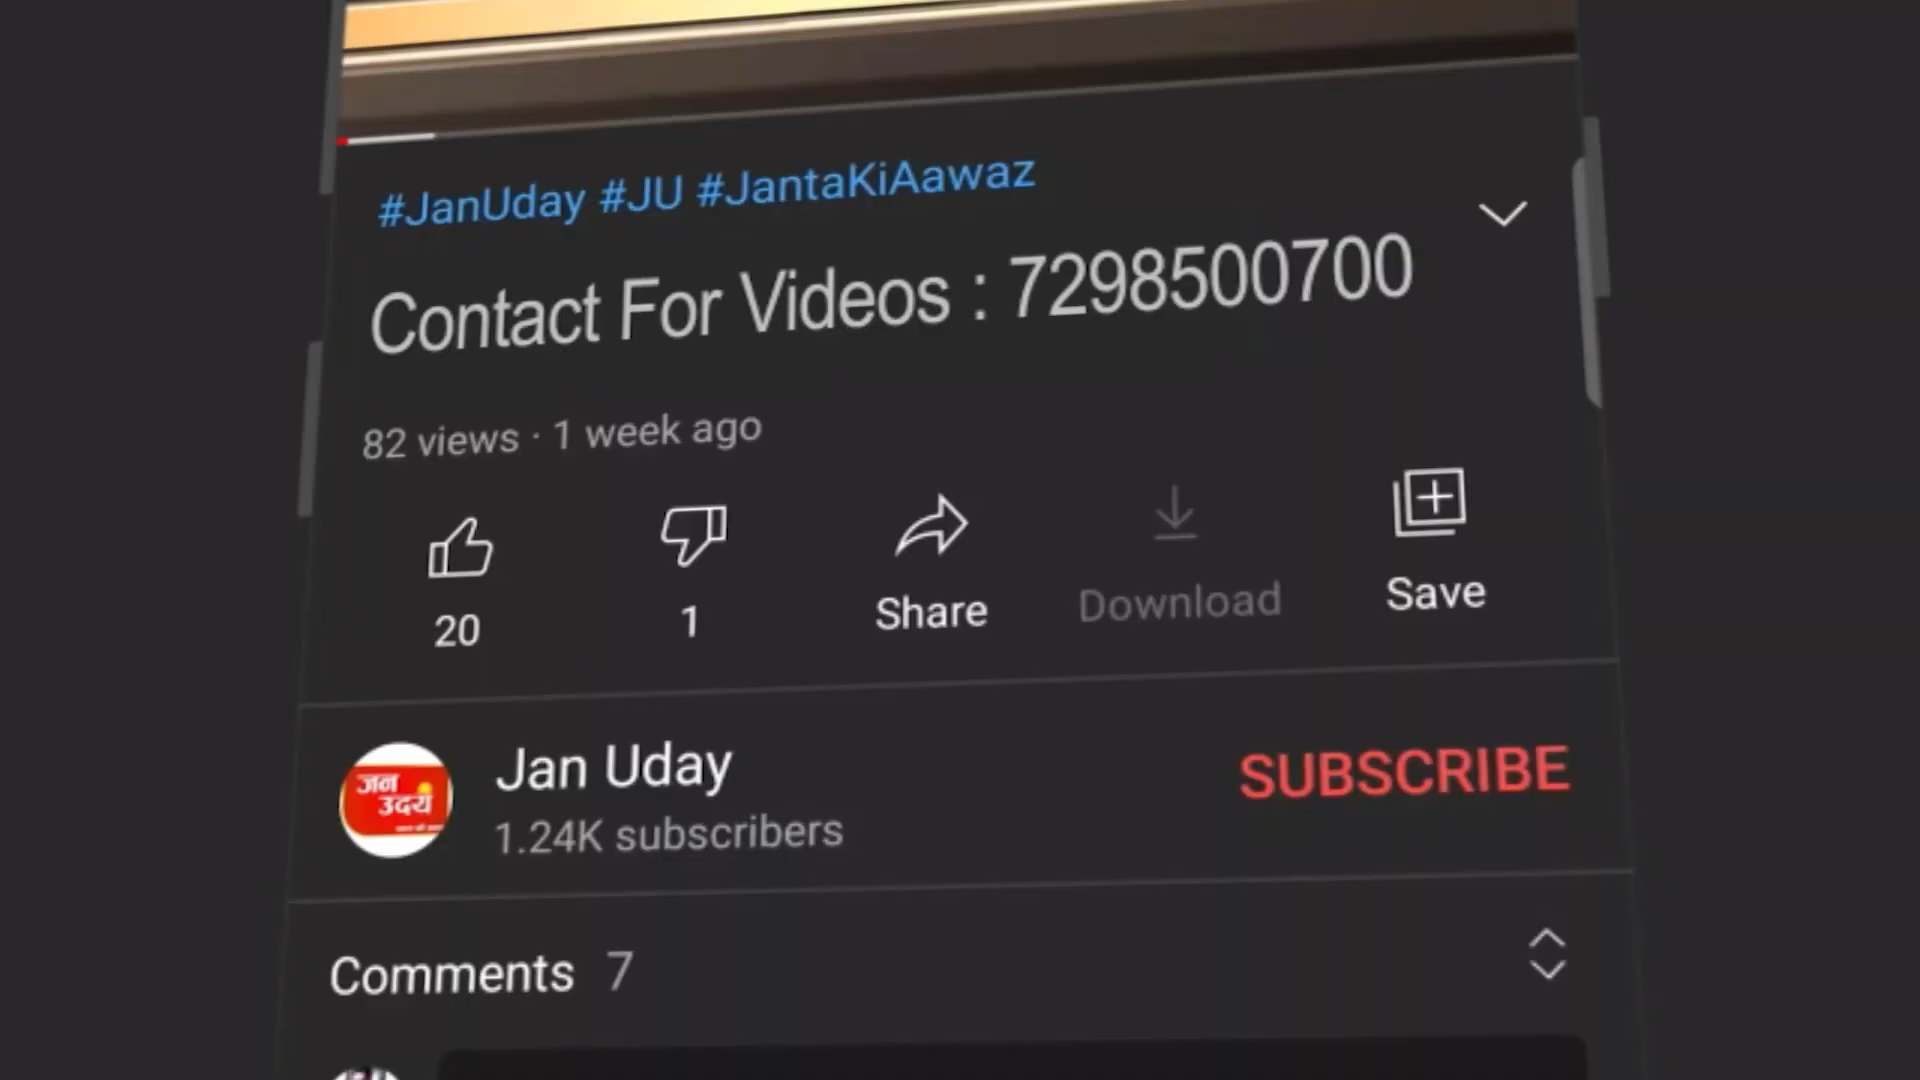 #JanUday #JU #JantaKiAawaz
Contact For Videos : 7298500700
82 views · 1 week ago
20
1
Share
Download
Save
जन
उदय
Jan Uday
1.24K subscribers
SUBSCRIBE
Comments 7